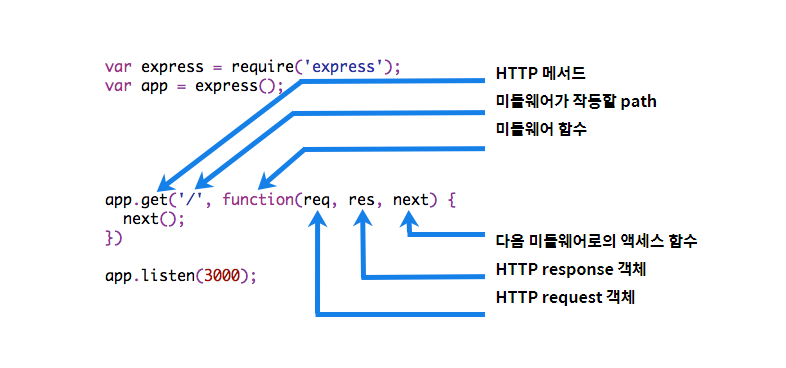 var express = require('express');
var app = express();
HTTP 메서드
미들웨어가 작동할 path
미들웨어 함수
app.get('/', function(req, res, next) {
  next();
})
app.listen(3000);
다음 미들웨어로의 액세스 함수
HTTP response 객체
HTTP request 객체